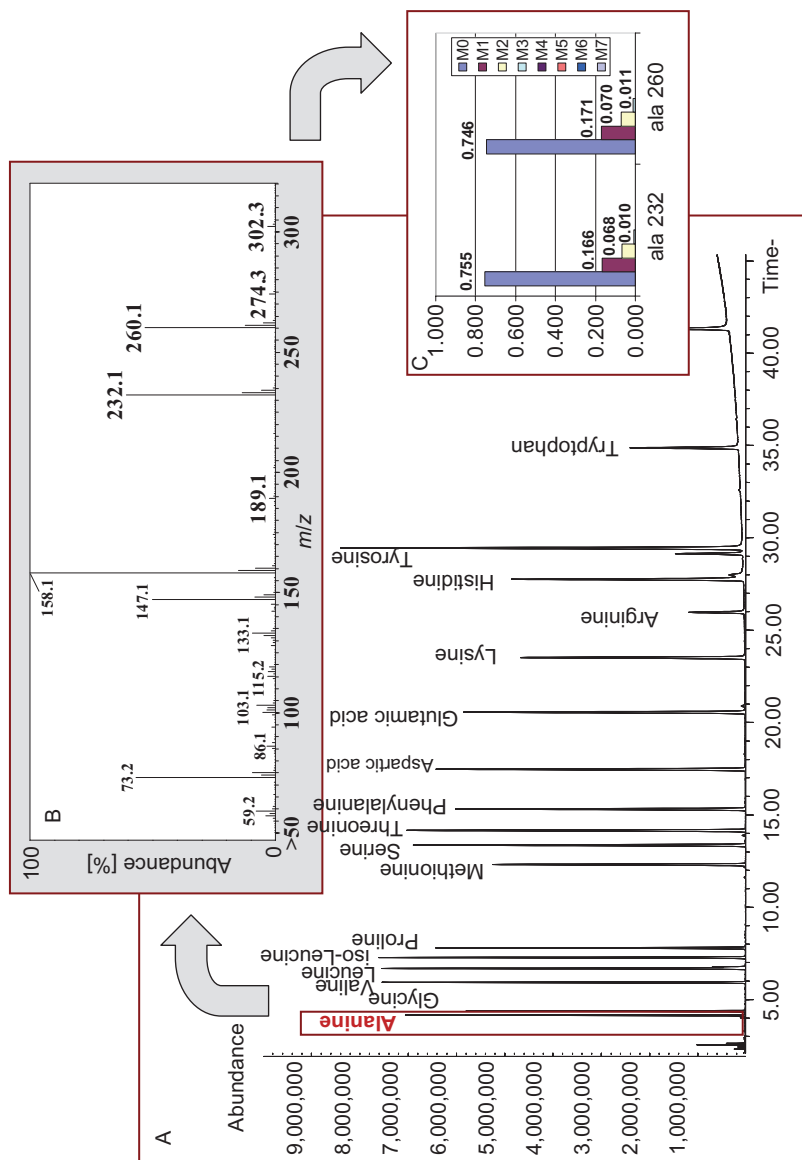 A
Abundance
9,000,000
8,000,000
7,000,000
6,000,000
5,000,000
4,000,000
3,000,000
2,000,000
1,000,000
Alanine
Glycine
Valine
Leucine
iso-Leucine
Proline
Methionine
Serine
Threonine
Phenylalanine
Aspartic acid
Glutamic acid
Lysine
Arginine
Histidine
Tyrosine
Tryptophan
5.00
10.00
15.00
20.00
25.00
30.00
35.00
40.00
Time-
B
Abundance [%]
100
0
59.2
73.2
86.1
103.1
115.2
133.1
147.1
158.1
189.1
232.1
260.1
274.3
302.3
>50
100
150
200
250
300
m/z
C
1.000
0.800
0.600
0.400
0.200
0.000
0.755
0.166
0.068
0.010
0.746
0.171
0.070
0.011
ala 232
ala 260
M0
M1
M2
M3
M4
M5
M6
M7